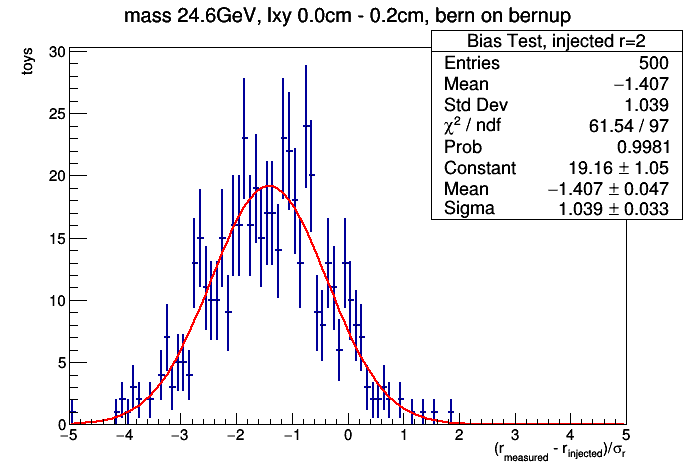 mass 24.6GeV, lxy 0.0cm - 0.2cm, bern on bernup
Bias Test, injected r=2
Entries 500
Mean −1.407
Std Dev 1.039
χ² / ndf 61.54 / 97
Prob 0.9981
Constant 19.16 ± 1.05
Mean −1.407 ± 0.047
Sigma 1.039 ± 0.033
toys
30
25
20
15
10
5
0
−5 −4 −3 −2 −1 0 1 2 3 4 5
(r_measured - r_injected)/σ_r